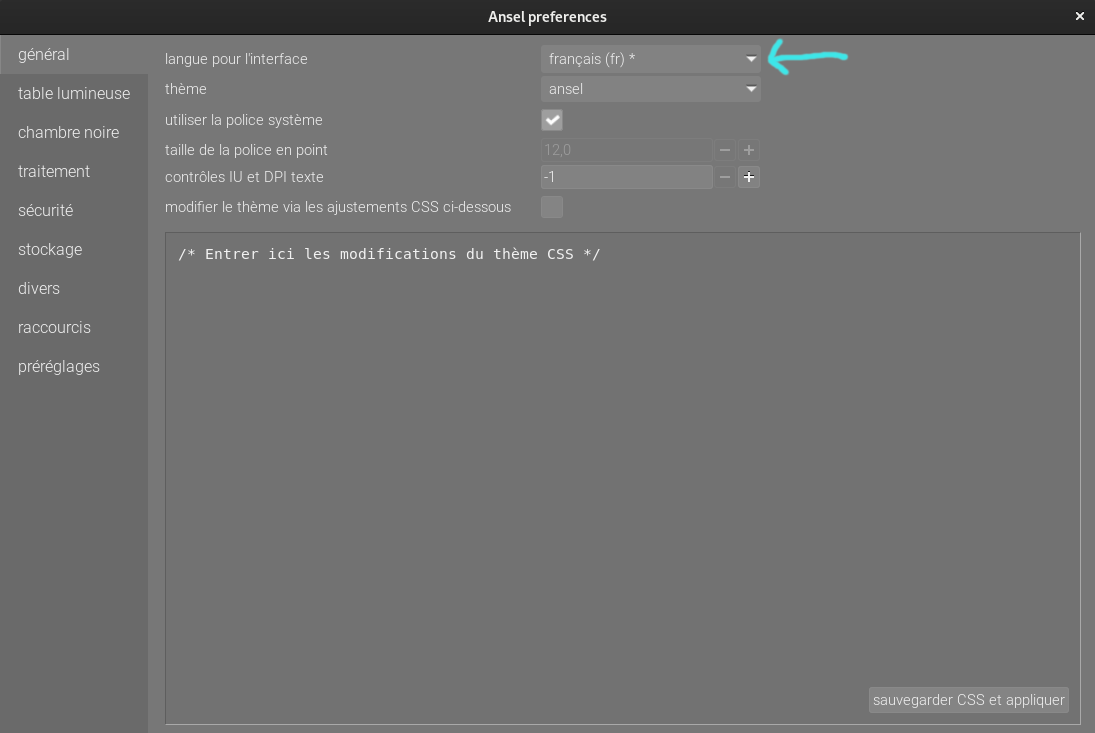 Ansel preferences
général
table lumineuse
chambre noire
traitement
sécurité
stockage
divers
raccourcis
préréglages
langue pour l'interface français (fr) *
thème ansel
utiliser la police système
taille de la police en point 12,0
contrôles IU et DPI texte -1
modifier le thème via les ajustements CSS ci-dessous
/* Entrer ici les modifications du thème CSS */
sauvegarder CSS et appliquer